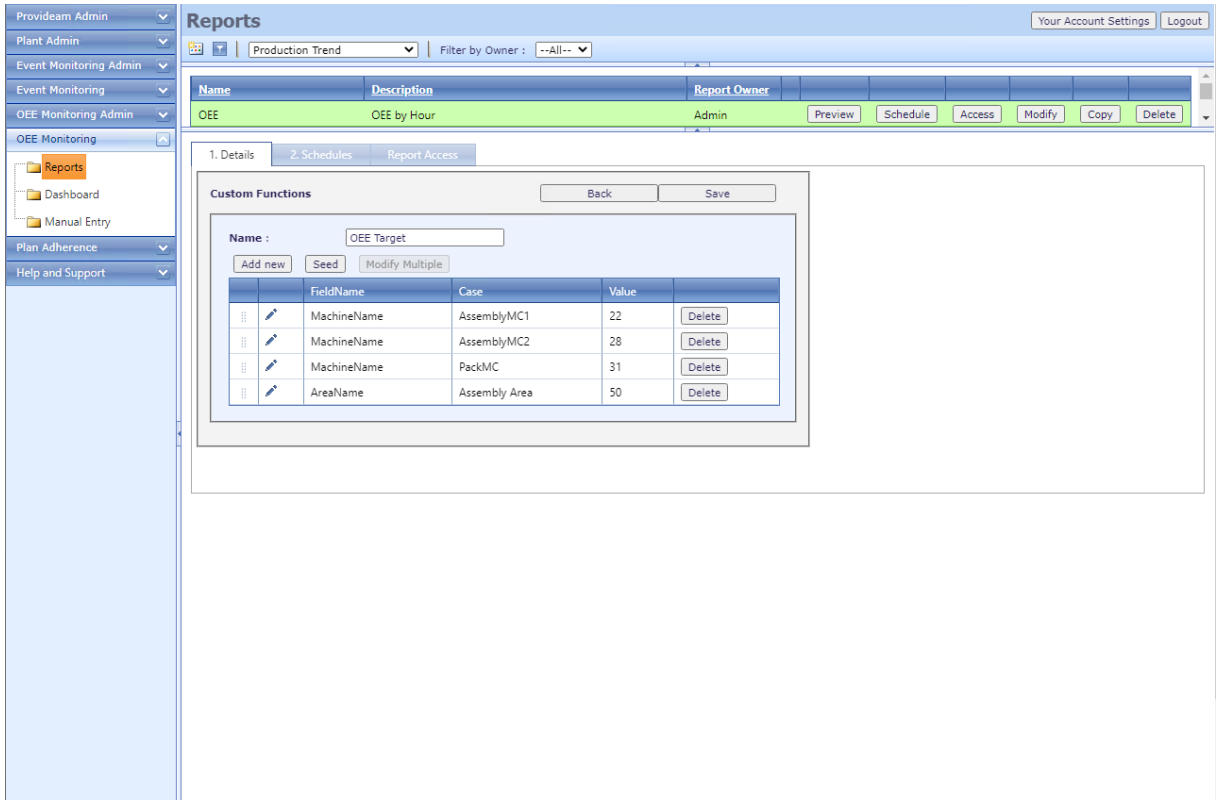 Provideam Admin
Plant Admin
Event Monitoring Admin
Event Monitoring
OEE Monitoring Admin
OEE Monitoring
Reports
Dashboard
Manual Entry
Plan Adherence
Help and Support
Reports Your Account Settings Logout
Production Trend Filter by Owner : --All--
Name Description Report Owner
OEE OEE by Hour Admin Preview Schedule Access Modify Copy Delete
1. Details 2. Schedules Report Access
Custom Functions Back Save
Name : OEE Target
Add new Seed Modify Multiple
FieldName Case Value
MachineName AssemblyMC1 22 Delete
MachineName AssemblyMC2 28 Delete
MachineName PackMC 31 Delete
AreaName Assembly Area 50 Delete